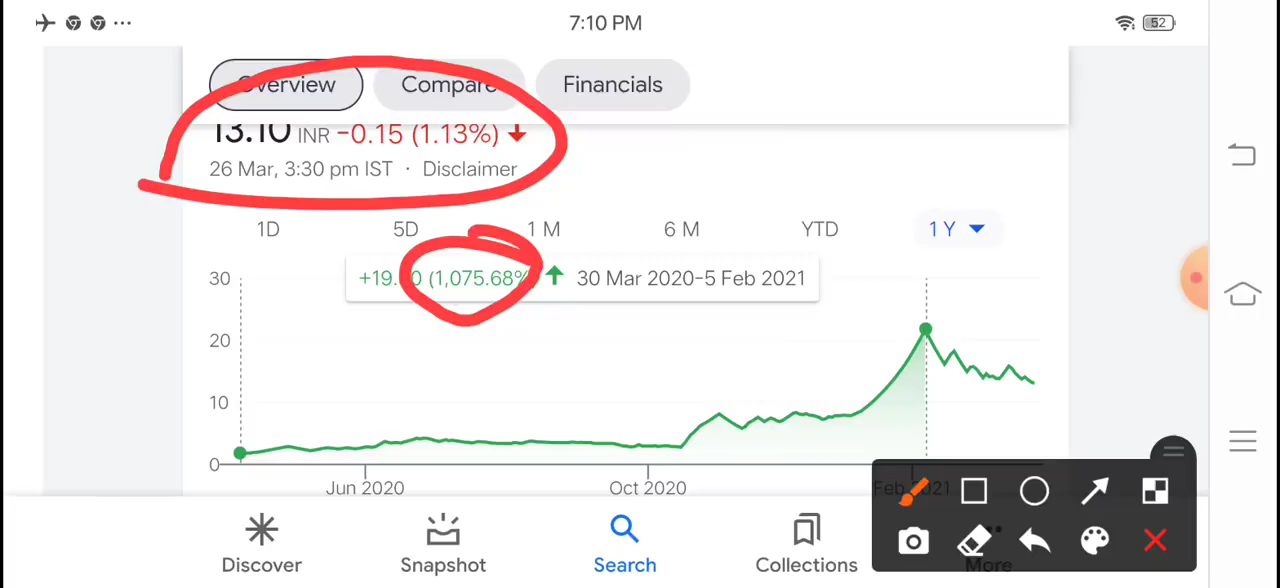 7:10 PM
52
Overview Compare Financials
13.10 INR −0.15 (1.13%)
26 Mar, 3:30 pm IST · Disclaimer
1D 5D 1 M 6 M YTD 1 Y
(1,075.68% 30 Mar 2020–5 Feb 2021
30
20
10
0
Jun 2020 Oct 2020 Feb 2021
Discover Snapshot Search Collections More